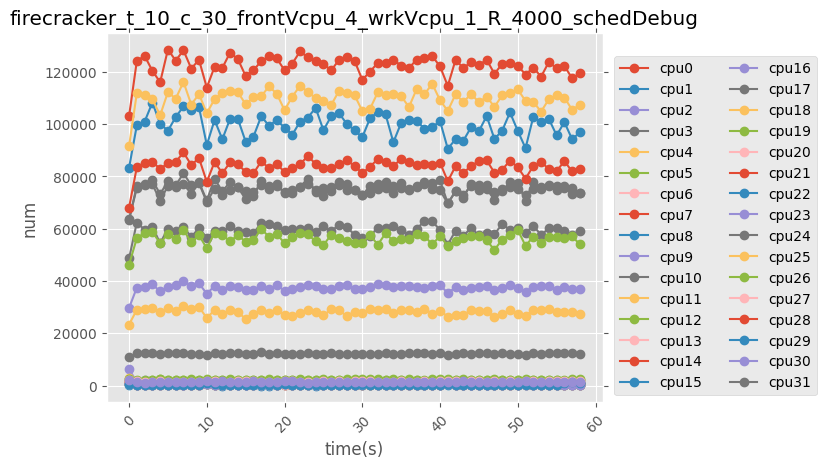 firecracker_t_10_c_30_frontVcpu_4_wrkVcpu_1_R_4000_schedDebug
120000
100000
80000
60000
40000
20000
0
num
0
10
20
30
40
50
60
time(s)
cpu0
cpu1
cpu2
cpu3
cpu4
cpu5
cpu6
cpu7
cpu8
cpu9
cpu10
cpu11
cpu12
cpu13
cpu14
cpu15
cpu16
cpu17
cpu18
cpu19
cpu20
cpu21
cpu22
cpu23
cpu24
cpu25
cpu26
cpu27
cpu28
cpu29
cpu30
cpu31